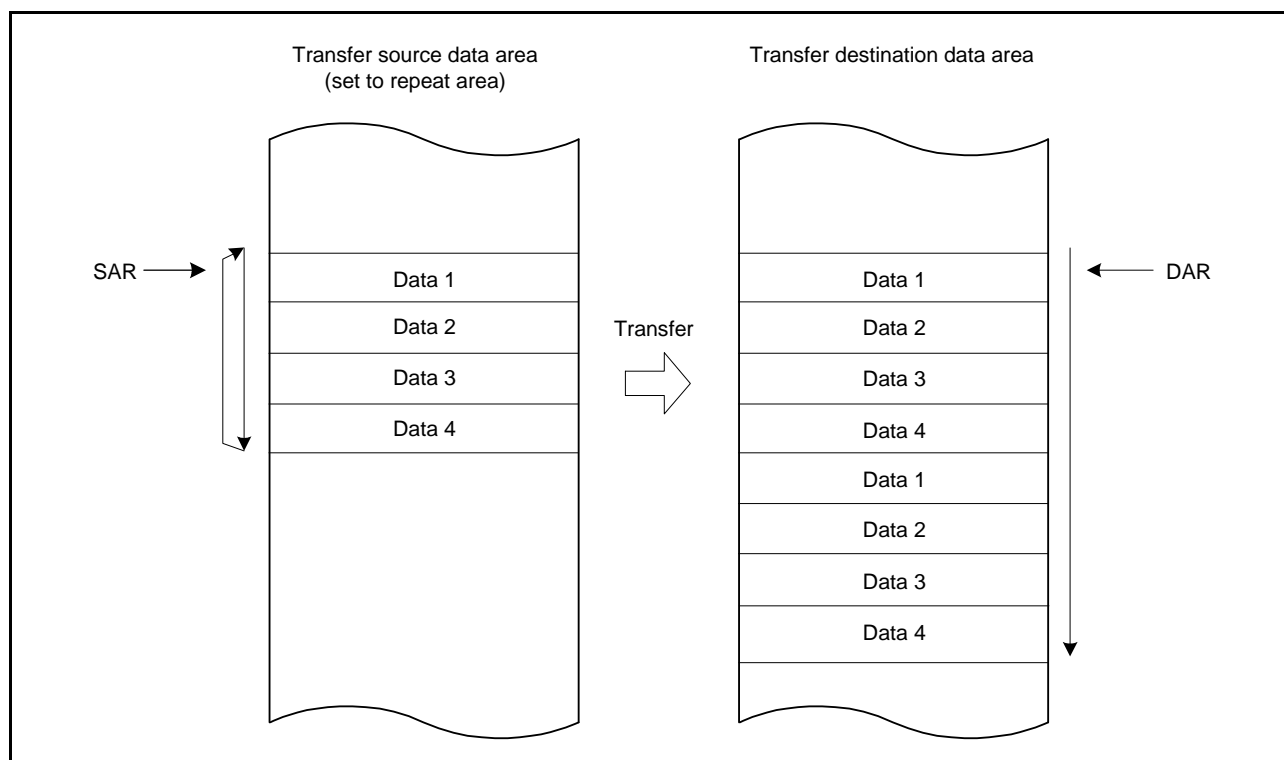 Transfer source data area
(set to repeat area)
Transfer destination data area
SAR
Data 1
Data 2
Data 3
Data 4
Transfer
Data 1
Data 2
Data 3
Data 4
Data 1
Data 2
Data 3
Data 4
DAR